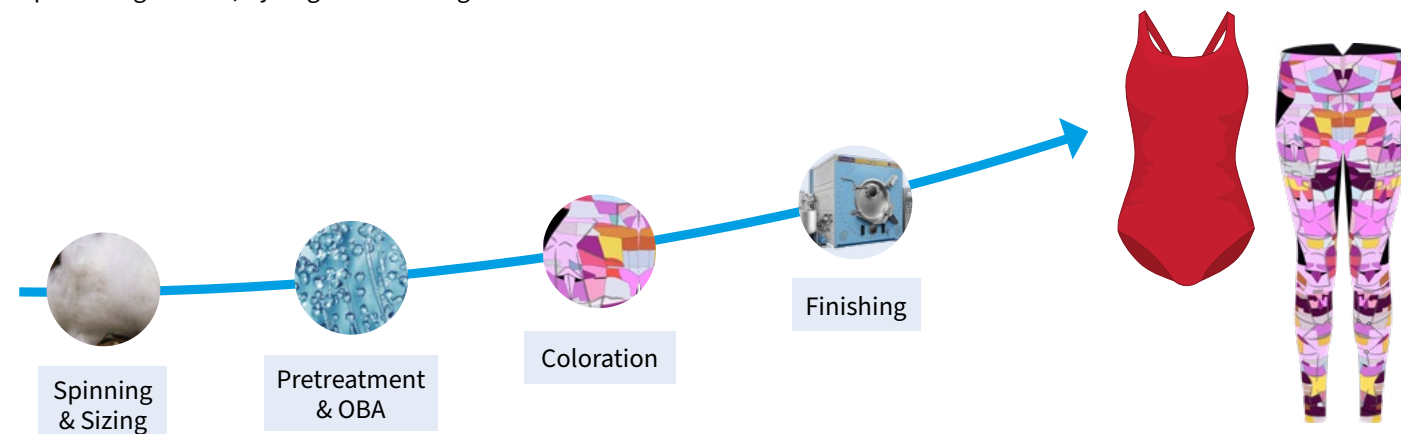 Spinning
& Sizing
Pretreatment
& OBA
Coloration
Finishing